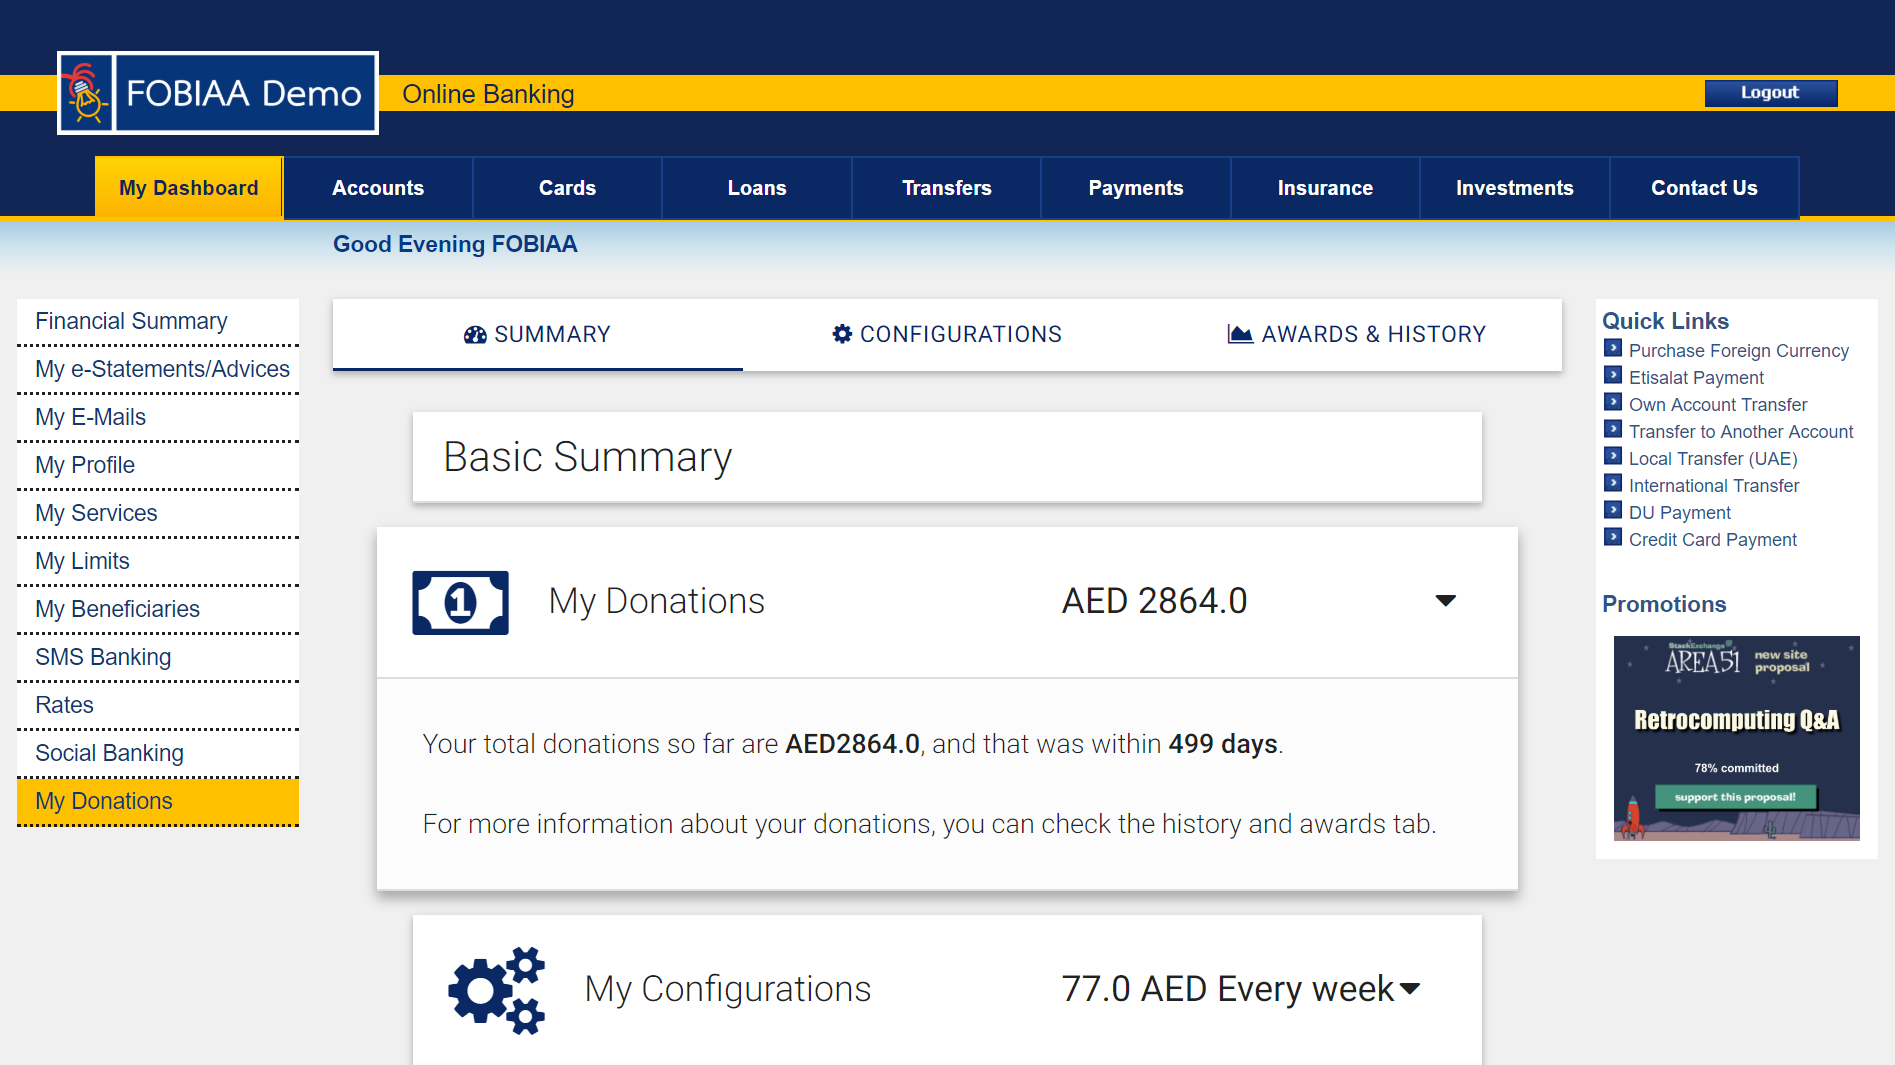 FOBIAA Demo
Online Banking
Logout
My Dashboard
Accounts
Cards
Loans
Transfers
Payments
Insurance
Investments
Contact Us
Good Evening FOBIAA
Financial Summary
My e-Statements/Advices
My E-Mails
My Profile
My Services
My Limits
My Beneficiaries
SMS Banking
Rates
Social Banking
My Donations
SUMMARY
CONFIGURATIONS
AWARDS & HISTORY
Basic Summary
1
My Donations
AED 2864.0
Your total donations so far are AED2864.0, and that was within 499 days.
For more information about your donations, you can check the history and awards tab.
My Configurations
77.0 AED Every week
Quick Links
Purchase Foreign Currency
Etisalat Payment
Own Account Transfer
Transfer to Another Account
Local Transfer (UAE)
International Transfer
DU Payment
Credit Card Payment
Promotions
StackExchange
AREA51
new site
proposal
Retrocomputing Q&A
78% committed
support this proposal!